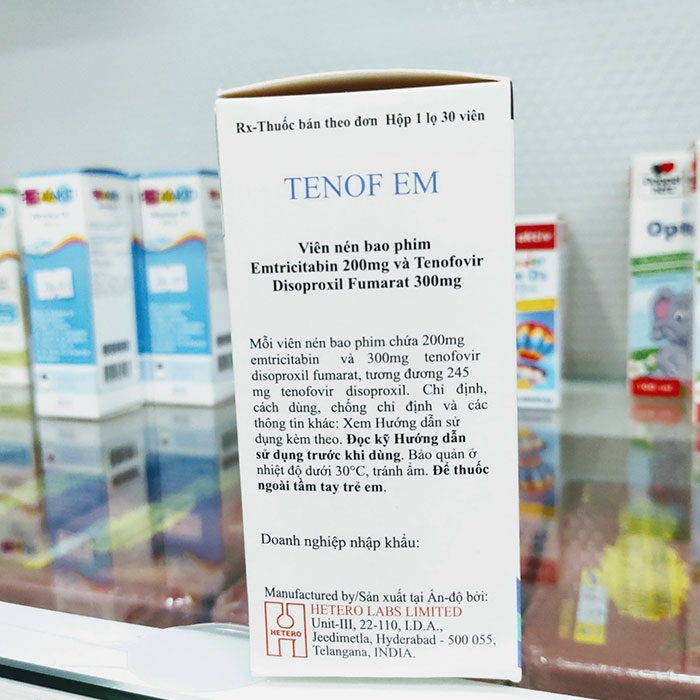 Rx-Thuốc bán theo đơn Hộp 1 lọ 30 viên
TENOF EM
Viên nén bao phim
Emtricitabin 200mg và Tenofovir
Disoproxil Fumarat 300mg
Mỗi viên nén bao phim chứa 200mg
emtricitabin và 300mg tenofovir
disoproxil fumarat, tương đương 245
mg tenofovir disoproxil. Chỉ định,
cách dùng, chống chỉ định và các
thông tin khác: Xem Hướng dẫn sử
dụng kèm theo. Đọc kỹ Hướng dẫn
sử dụng trước khi dùng. Bảo quản ở
nhiệt độ dưới 30°C, tránh ẩm. Để thuốc
ngoài tầm tay trẻ em.
Doanh nghiệp nhập khẩu:
Manufactured by/Sản xuất tại Ấn-độ bởi:
HETERO LABS LIMITED
Unit-III, 22-110, I.D.A.,
Jeedimetla, Hyderabad - 500 055,
Telangana, INDIA.
HETERO
aktiv